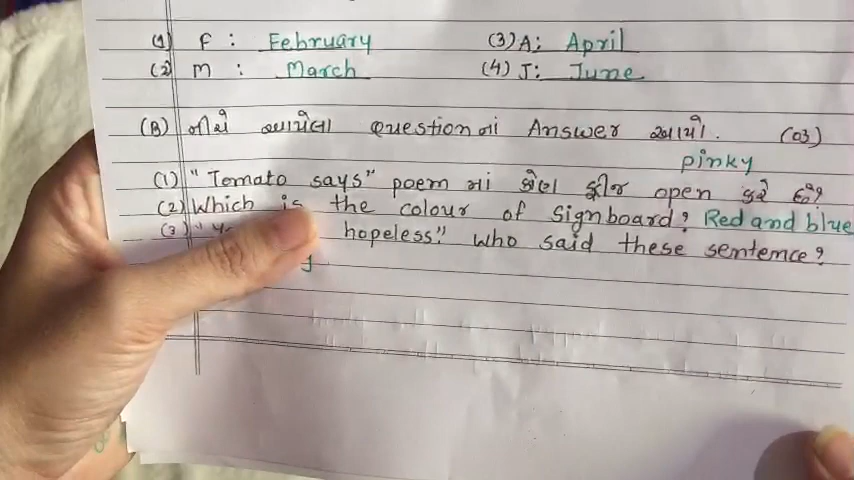 (1) F : February (3) A: April
(2) M : March (4) J: June
(B) નીચે આપેલા Question નાં Answer આપો. (03)
pinky
(1) "Tomato says" poem માં કોણ ફ્રીજ open કરે છે?
(2) Which is the colour of signboard? Red and blue
(3) hopeless." who said these sentence?